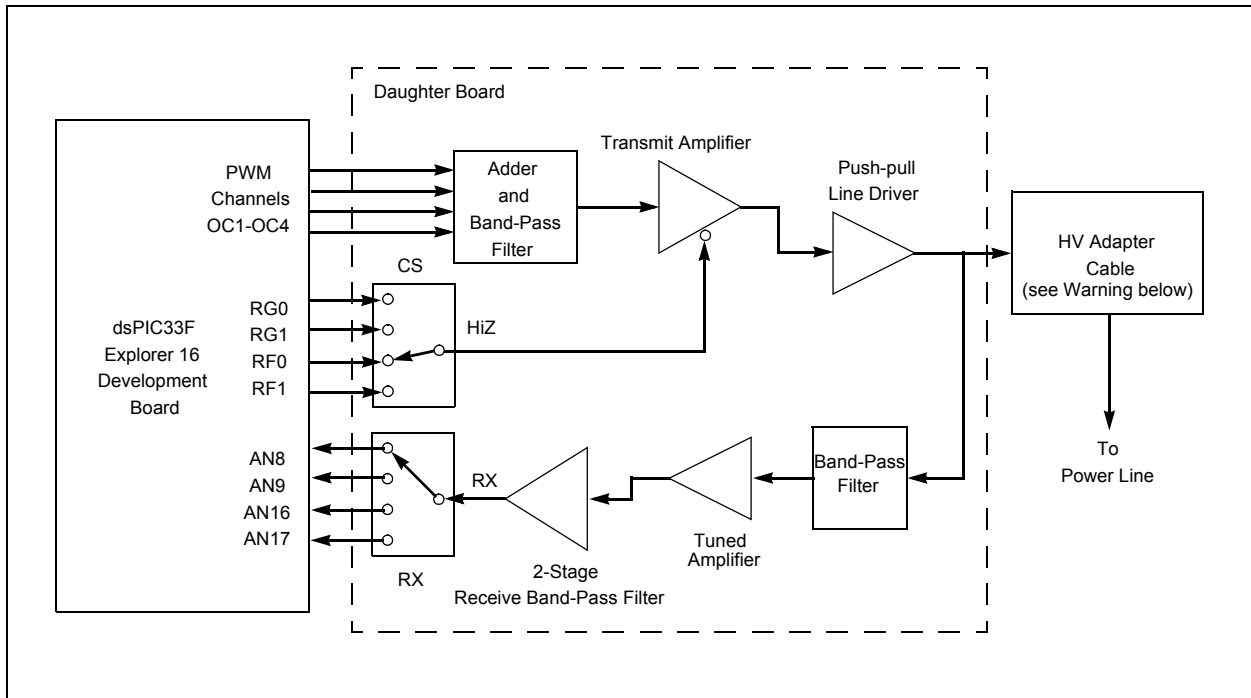 Daughter Board
dsPIC33F
Explorer 16
Development
Board
PWM
Channels
OC1-OC4
RG0
RG1
RF0
RF1
AN8
AN9
AN16
AN17
Adder
and
Band-Pass
Filter
Transmit Amplifier
Push-pull
Line Driver
HV Adapter
Cable
(see Warning below)
To
Power Line
CS
HiZ
RX
RX
2-Stage
Receive Band-Pass Filter
Tuned
Amplifier
Band-Pass
Filter